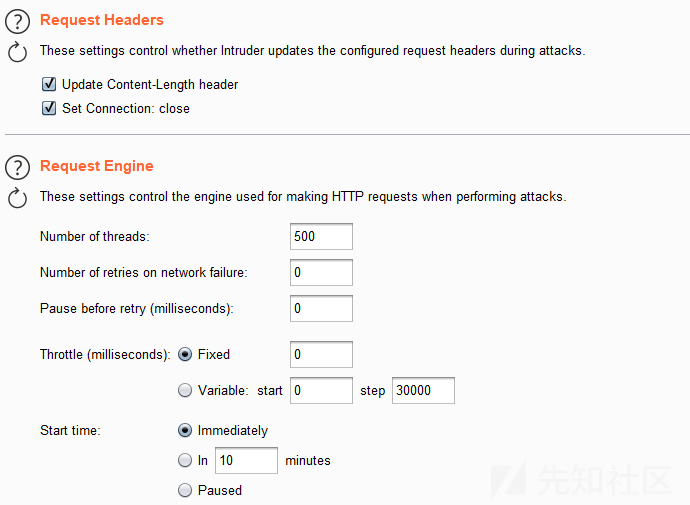 Request Headers
These settings control whether Intruder updates the configured request headers during attacks.
Update Content-Length header
Set Connection: close
Request Engine
These settings control the engine used for making HTTP requests when performing attacks.
Number of threads: 500
Number of retries on network failure: 0
Pause before retry (milliseconds): 0
Throttle (milliseconds): Fixed 0
Variable: start 0 step 30000
Start time: Immediately
In 10 minutes
Paused
先知社区